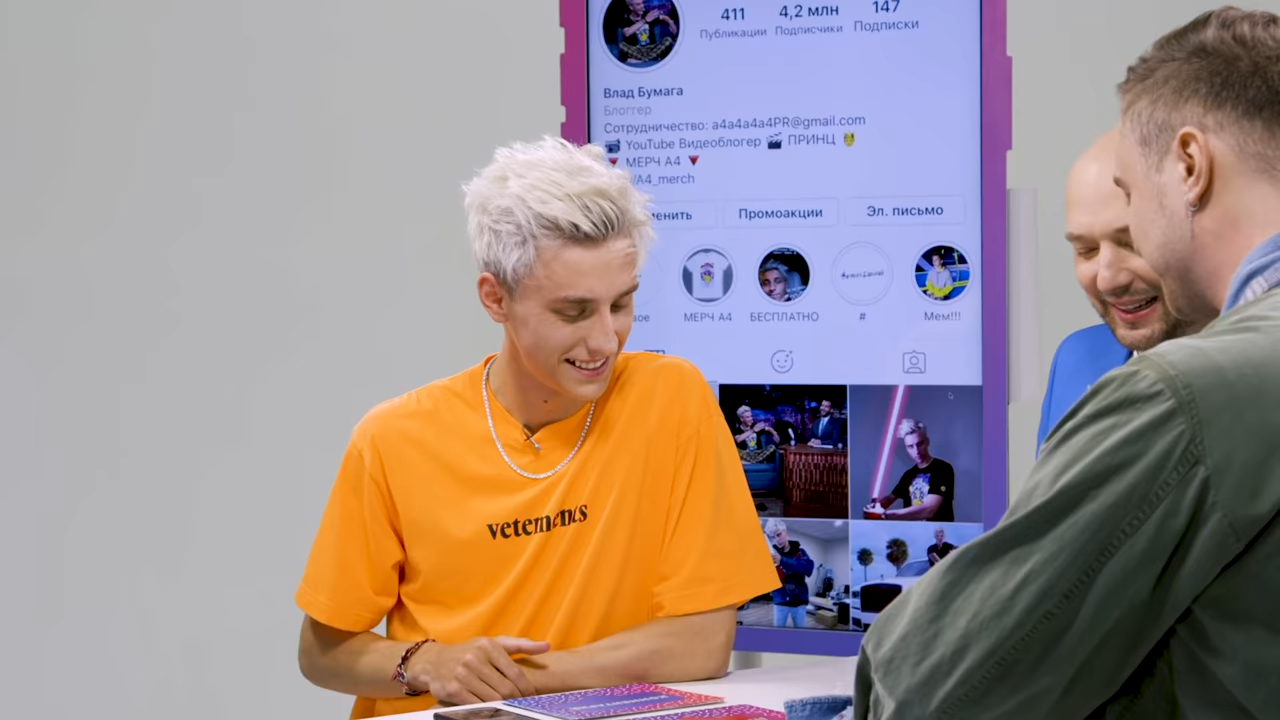 411
4,2 млн
147
Публикации
Подписчики
Подписки
Влад Бумага
Блоггер
Сотрудничество: a4a4a4a4PR@gmail.com
YouTube Видеоблогер ПРИНЦ
МЕРЧ А4
/A4_merch
Промоакции
Эл. письмо
МЕРЧ А4
БЕСПЛАТНО
#
Мем!!!
vetements